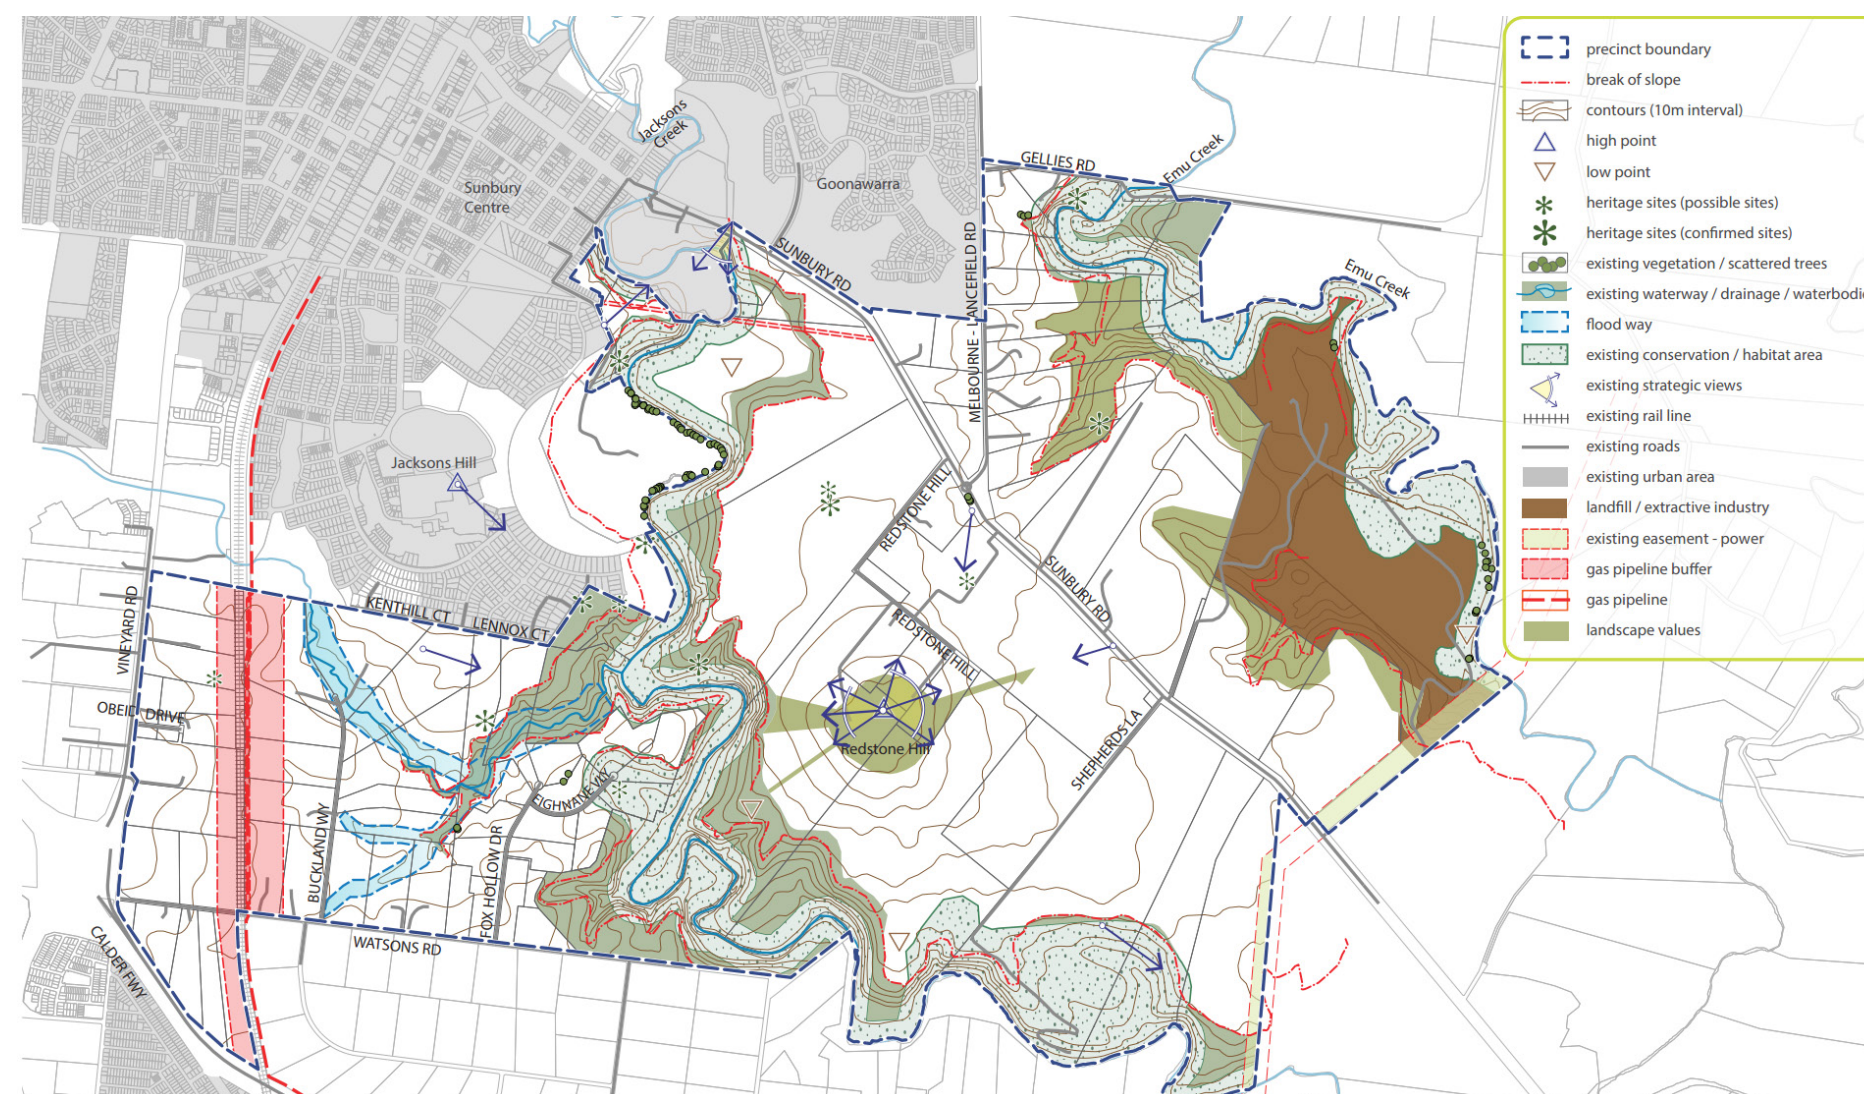 Jacksons
Creek
Sunbury
Centre
Goonawarra
GELLIES RD
Emu Creek
SUNBURY RD
MELBOURNE - LANCEFIELD RD
Emu Creek
Jacksons Hill
REDSTONE HILL
SUNBURY RD
KENTHILL CT
LENNOX CT
VINEYARD RD
REDSTONE HILL
OBEID DRIVE
Redstone Hill
SHEPHERDS LA
EIGHNANE VLY
BUCKLAND WY
FOX HOLLOW DR
WATSONS RD
CALDER FWY
precinct boundary
break of slope
contours (10m interval)
high point
low point
heritage sites (possible sites)
heritage sites (confirmed sites)
existing vegetation / scattered trees
existing waterway / drainage / waterbodie
flood way
existing conservation / habitat area
existing strategic views
existing rail line
existing roads
existing urban area
landfill / extractive industry
existing easement - power
gas pipeline buffer
gas pipeline
landscape values